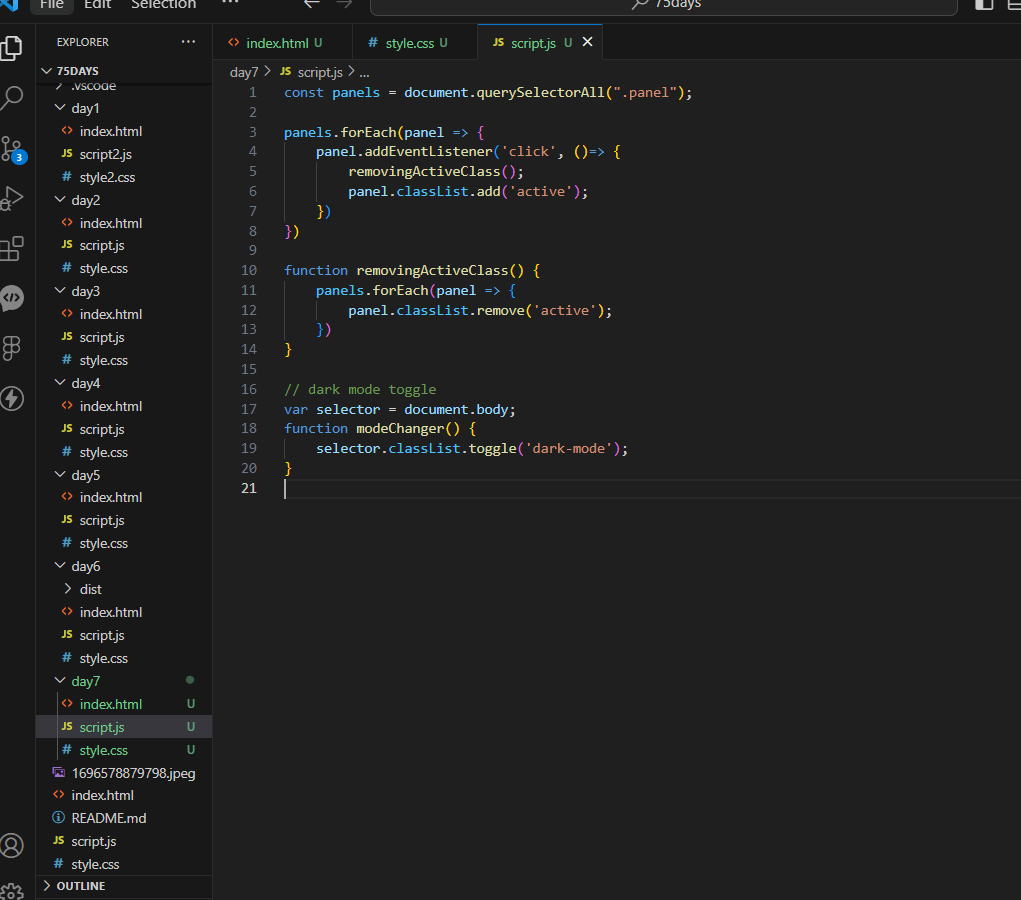 File Edit Selection ... 75days
EXPLORER ...
index.html U
style.css U
script.js U
75DAYS
.vscode
day1
index.html
script2.js
style2.css
day2
index.html
script.js
style.css
day3
index.html
script.js
style.css
day4
index.html
script.js
style.css
day5
index.html
script.js
style.css
day6
dist
index.html
script.js
style.css
day7
index.html U
script.js U
style.css U
1696578879798.jpeg
index.html
README.md
script.js
style.css
OUTLINE
3
day7 > JS script.js > ...
1 const panels = document.querySelectorAll(".panel");
2
3 panels.forEach(panel => {
4 panel.addEventListener('click', ()=> {
5 removingActiveClass();
6 panel.classList.add('active');
7 })
8 })
9
10 function removingActiveClass() {
11 panels.forEach(panel => {
12 panel.classList.remove('active');
13 })
14 }
15
16 // dark mode toggle
17 var selector = document.body;
18 function modeChanger() {
19 selector.classList.toggle('dark-mode');
20 }
21